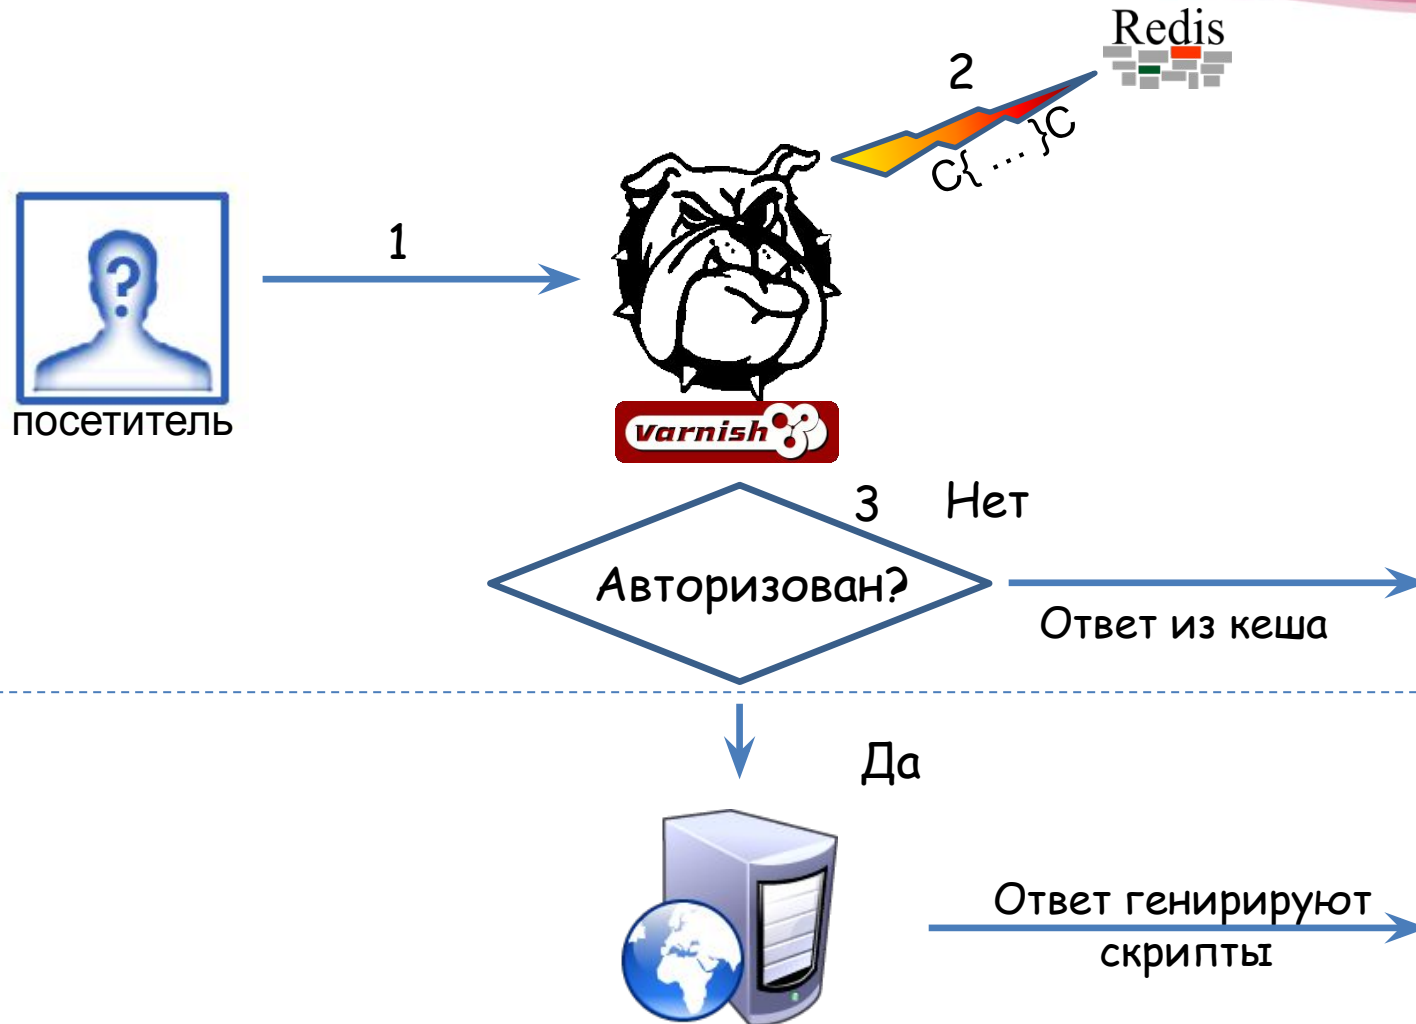 Redis
2
C{ ... }C
1
?
посетитель
varnish
3 Нет
Авторизован?
Ответ из кеша
Да
Ответ генирируют
скрипты